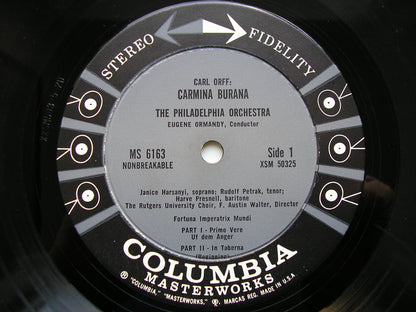 STEREO FIDELITY
CARL ORFF:
CARMINA BURANA
THE PHILADELPHIA ORCHESTRA
EUGENE ORMANDY, Conductor
MS 6163
NONBREAKABLE
Side 1
XSM 50325
Janice Harsanyi, soprano; Rudolf Petrak, tenor;
Harve Presnell, baritone
The Rutgers University Choir, F. Austin Walter, Director
Fortuna Imperatrix Mundi
PART I - Primo Vere
Uf dem Anger
PART II - In Taberna
(Beginning)
COLUMBIA
MASTERWORKS
® "COLUMBIA," "MASTERWORKS," MARCAS REG. MADE IN U.S.A.